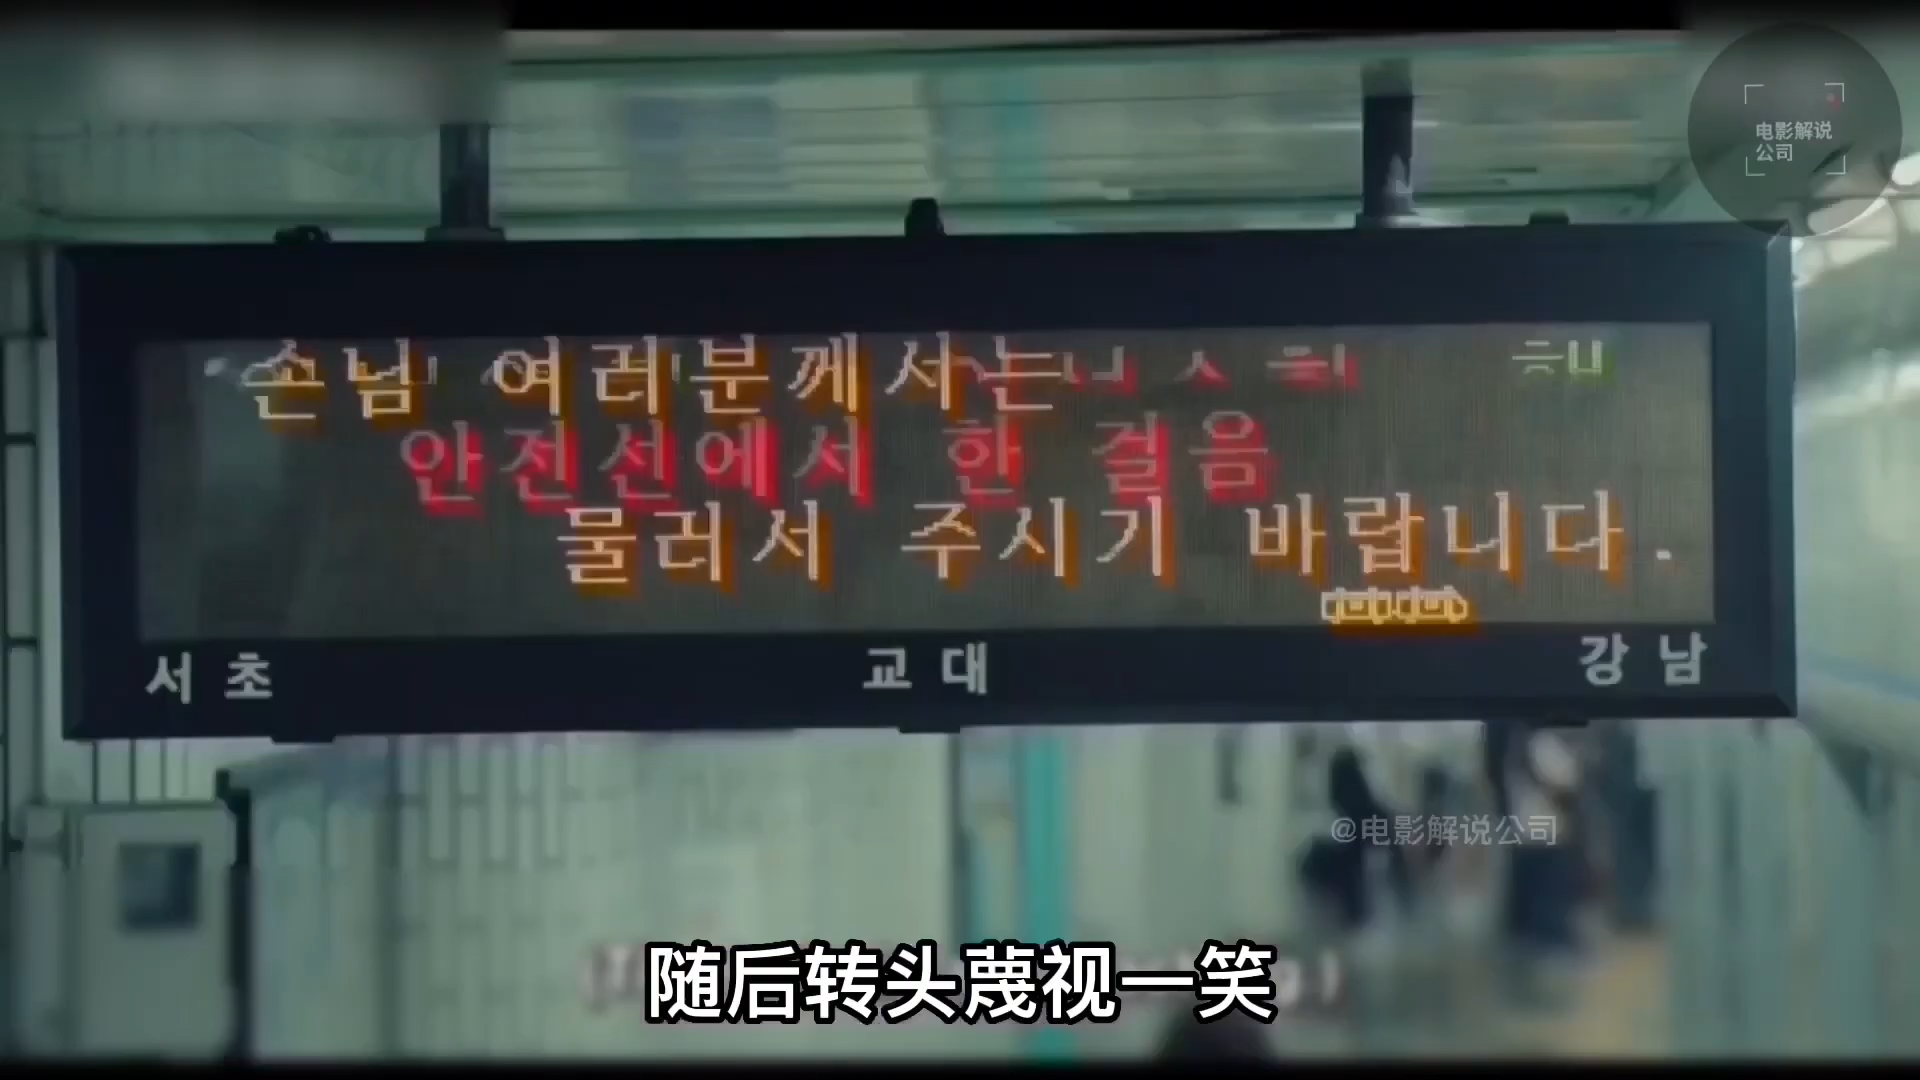 电影解说
公司
손님 여러분께서는
안전선에서 한 걸음
물러서 주시기 바랍니다.
서초
교대
강남
@电影解说公司
随后转头蔑视一笑